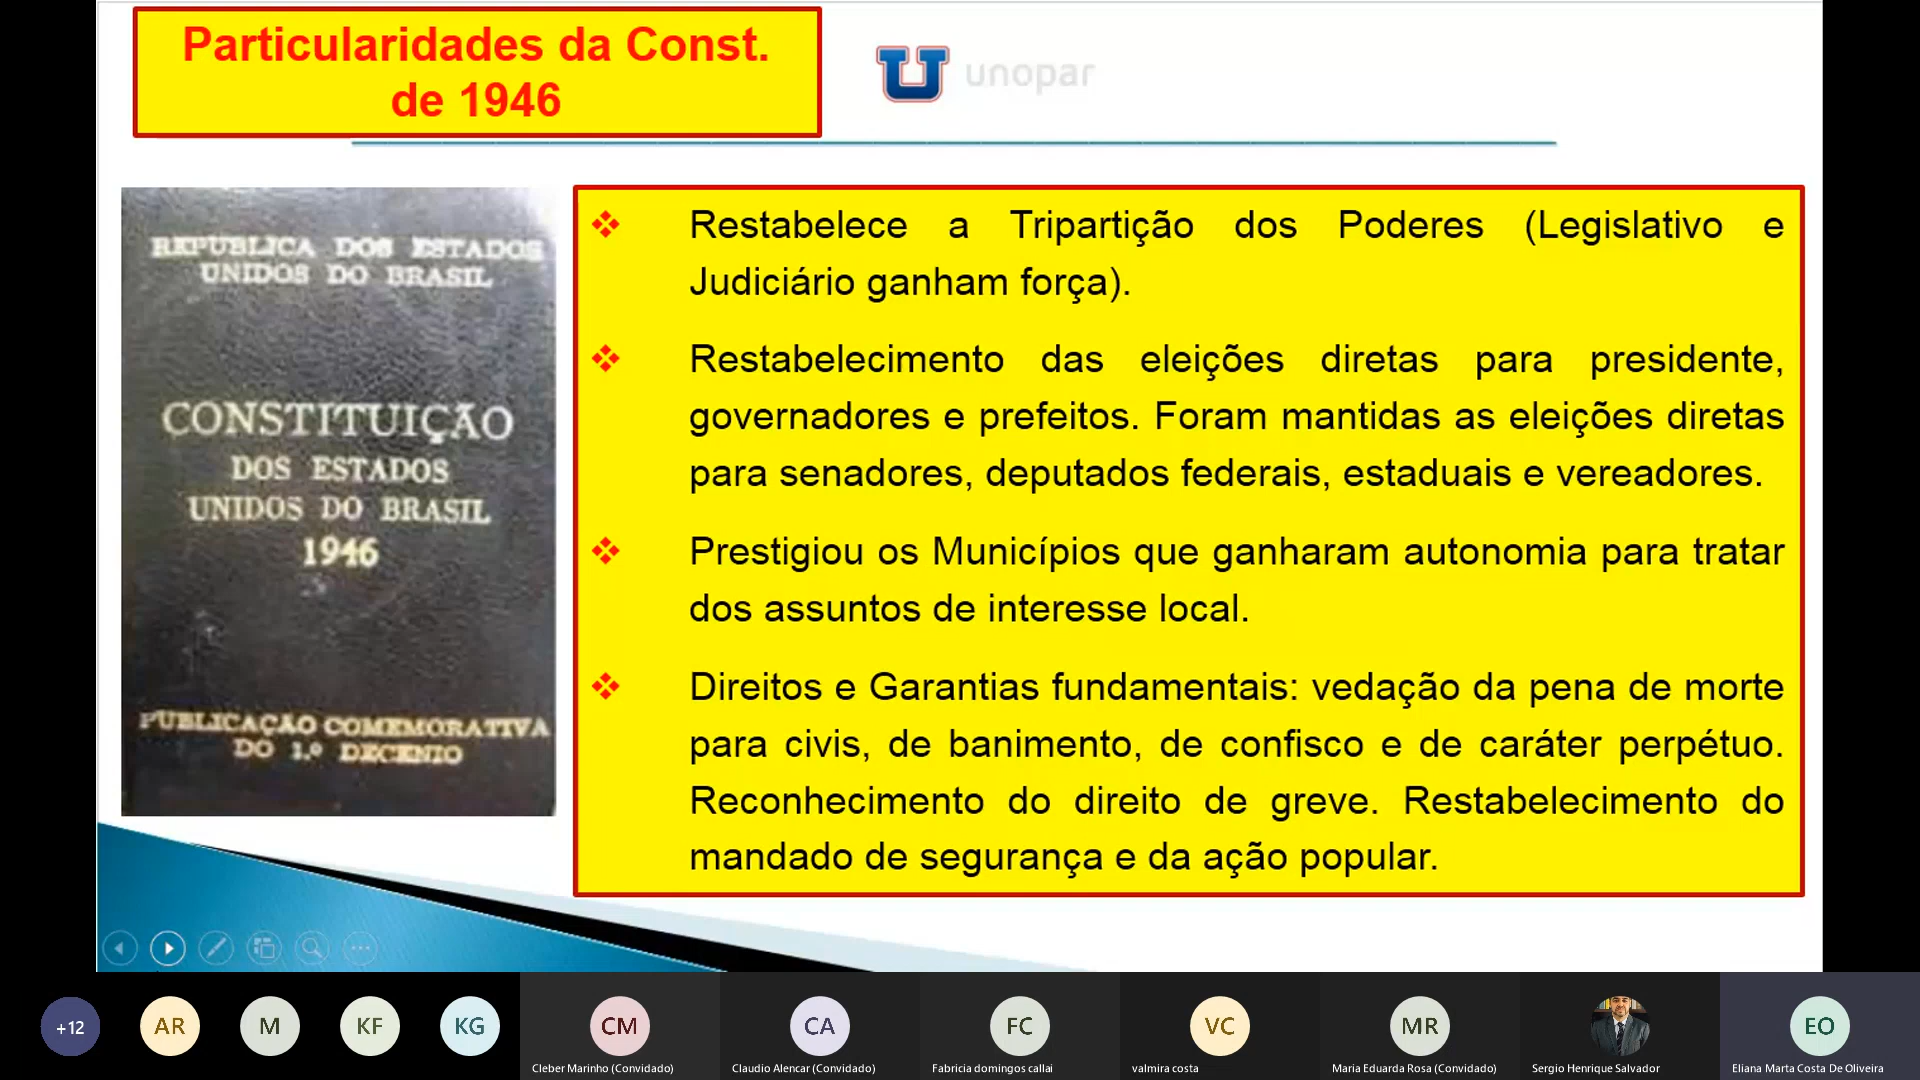 Particularidades da Const.
de 1946
unopar
REPUBLICA DOS ESTADOS
UNIDOS DO BRASIL
CONSTITUIÇÃO
DOS ESTADOS
UNIDOS DO BRASIL
1946
PUBLICAÇÃO COMEMORATIVA
DO 1.º DECENIO
Restabelece a Tripartição dos Poderes (Legislativo e
Judiciário ganham força).
Restabelecimento das eleições diretas para presidente,
governadores e prefeitos. Foram mantidas as eleições diretas
para senadores, deputados federais, estaduais e vereadores.
Prestigiou os Municípios que ganharam autonomia para tratar
dos assuntos de interesse local.
Direitos e Garantias fundamentais: vedação da pena de morte
para civis, de banimento, de confisco e de caráter perpétuo.
Reconhecimento do direito de greve. Restabelecimento do
mandado de segurança e da ação popular.
+12
AR
M
KF
KG
CM
CA
FC
VC
MR
EO
Cleber Marinho (Convidado)
Claudio Alencar (Convidado)
Fabricia domingos callai
valmira costa
Maria Eduarda Rosa (Convidado)
Sergio Henrique Salvador
Eliana Marta Costa De Oliveira